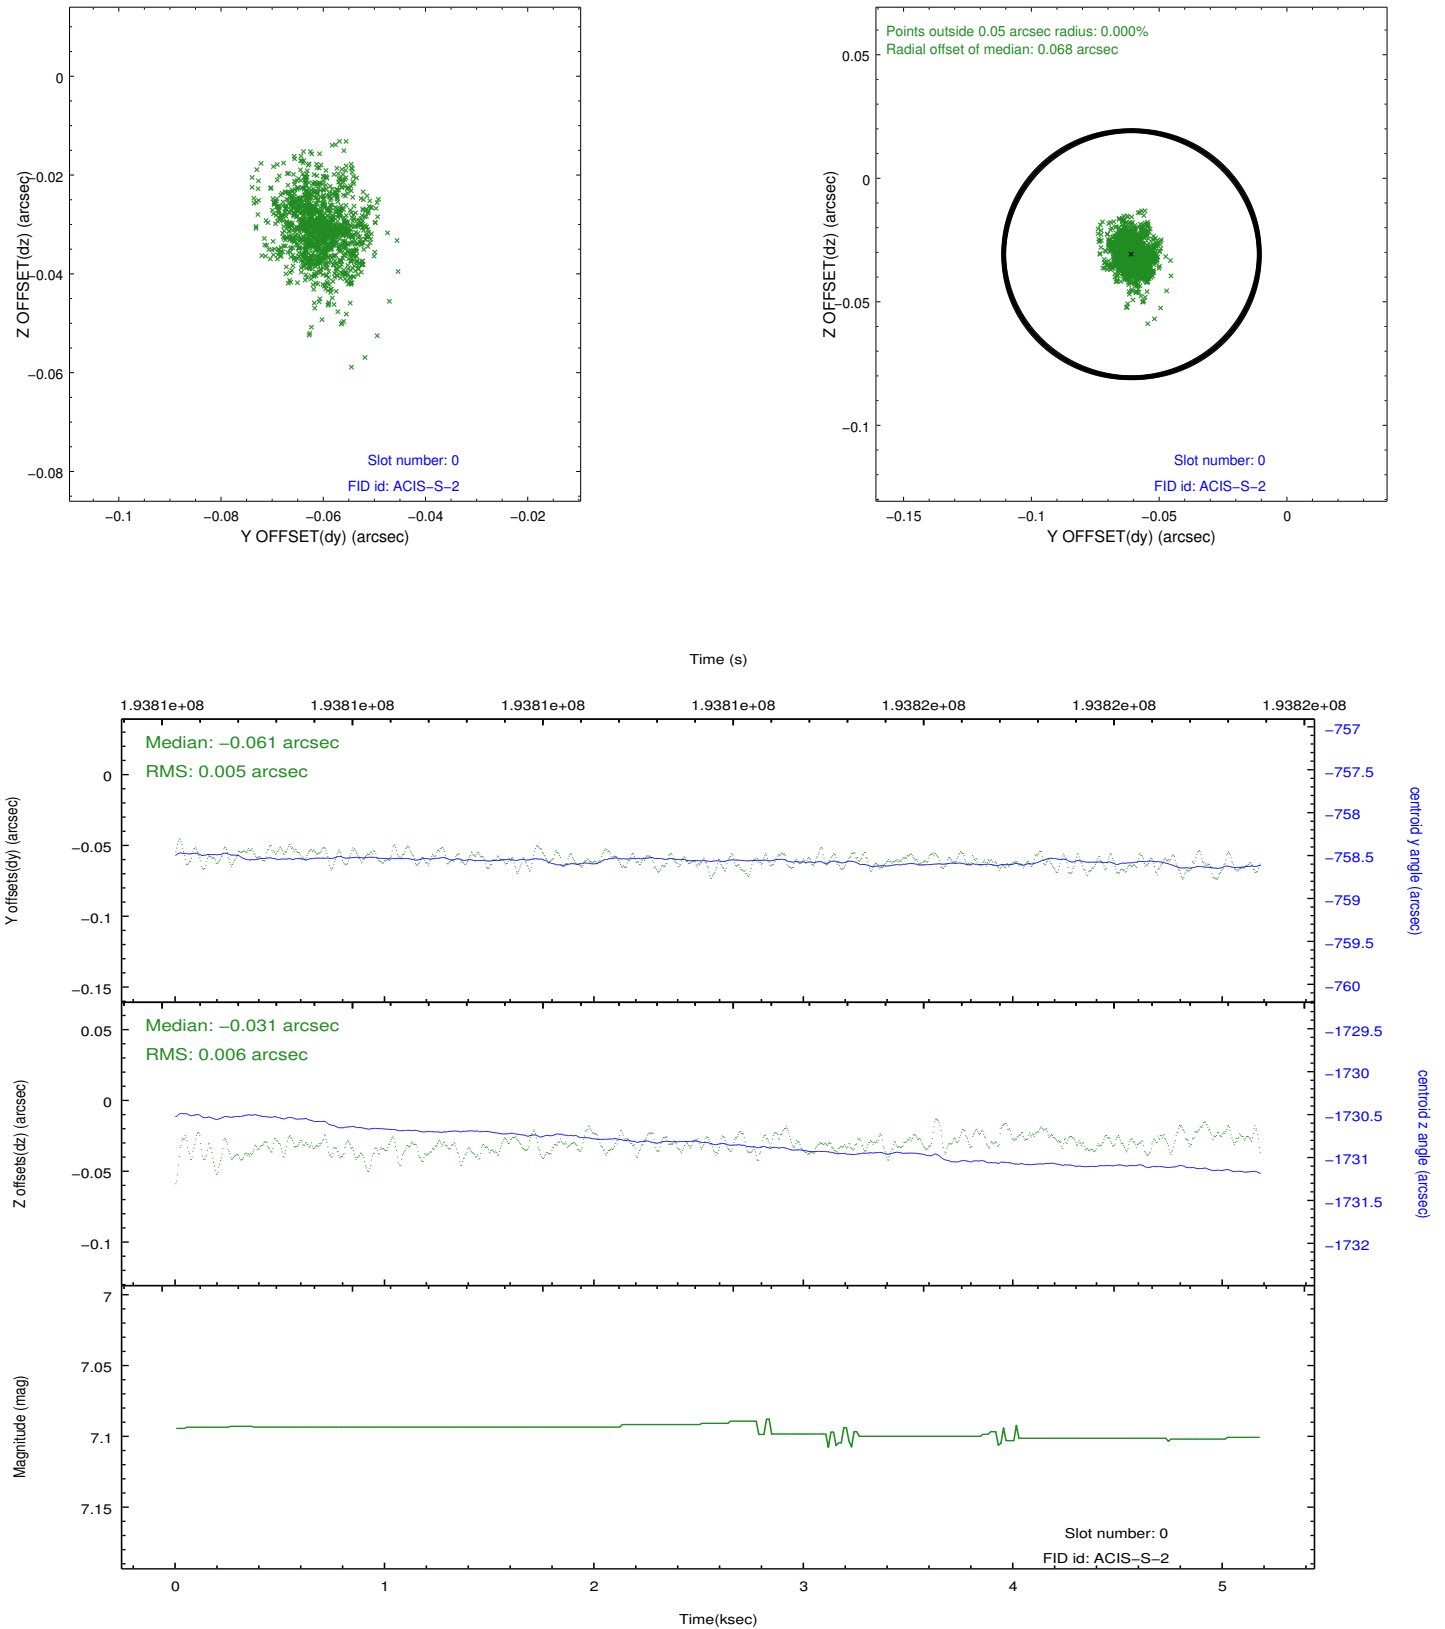 0
−0.02
−0.04
−0.06
−0.08
Z OFFSET(dz) (arcsec)
Slot number: 0
FID id: ACIS−S−2
−0.1
−0.08
−0.06
−0.04
−0.02
Y OFFSET(dy) (arcsec)
Points outside 0.05 arcsec radius: 0.000%
Radial offset of median: 0.068 arcsec
0.05
0
−0.05
−0.1
Z OFFSET(dz) (arcsec)
Slot number: 0
FID id: ACIS−S−2
−0.15
−0.1
−0.05
0
Y OFFSET(dy) (arcsec)
Time (s)
1.9381e+08
1.9381e+08
1.9381e+08
1.9381e+08
1.9382e+08
1.9382e+08
1.9382e+08
Median: −0.061 arcsec
RMS: 0.005 arcsec
0
−0.05
−0.1
−0.15
Y offsets(dy) (arcsec)
−757
−757.5
−758
−758.5
−759
−759.5
−760
centroid y angle (arcsec)
Median: −0.031 arcsec
RMS: 0.006 arcsec
0.05
0
−0.05
−0.1
Z offsets(dz) (arcsec)
−1729.5
−1730
−1730.5
−1731
−1731.5
−1732
centroid z angle (arcsec)
7
7.05
7.1
7.15
Magnitude (mag)
Slot number: 0
FID id: ACIS−S−2
0
1
2
3
4
5
Time(ksec)